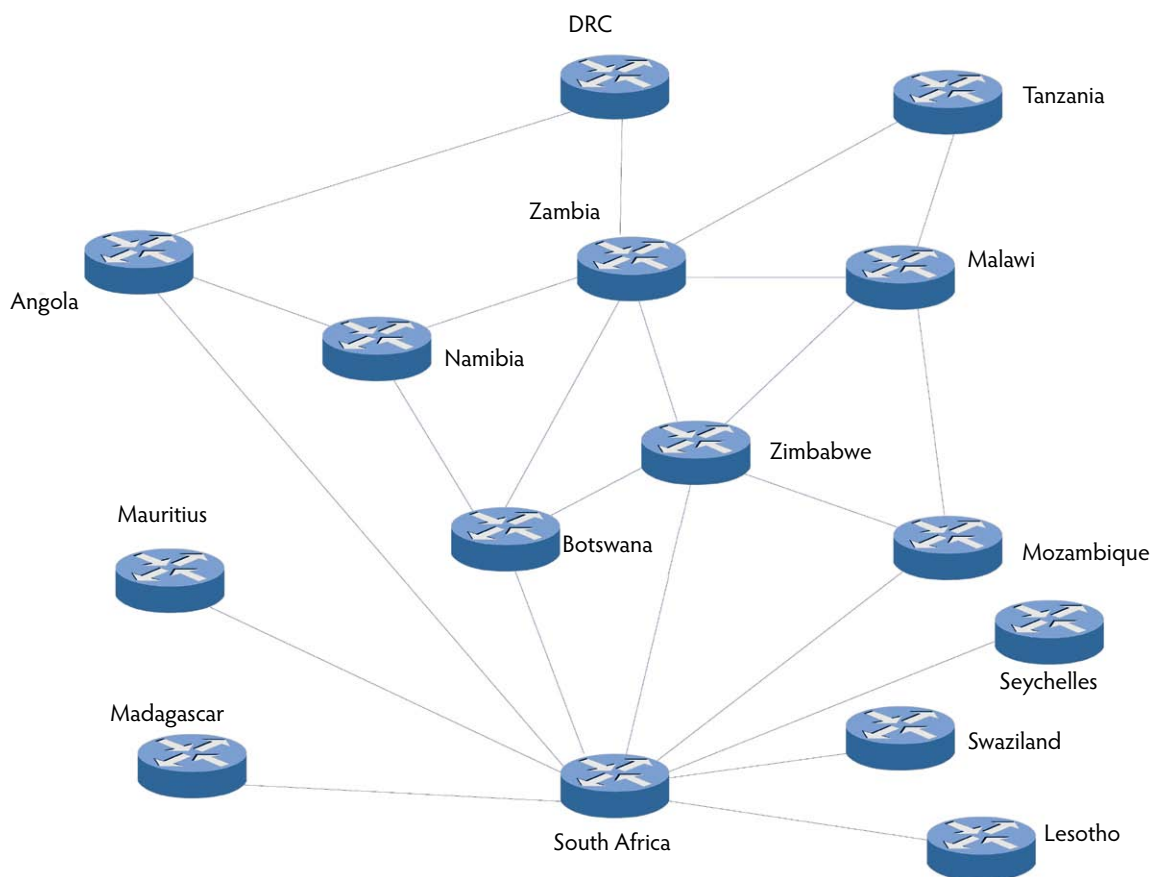 DRC
Tanzania
Zambia
Malawi
Angola
Namibia
Zimbabwe
Mauritius
Botswana
Mozambique
Seychelles
Madagascar
Swaziland
South Africa
Lesotho